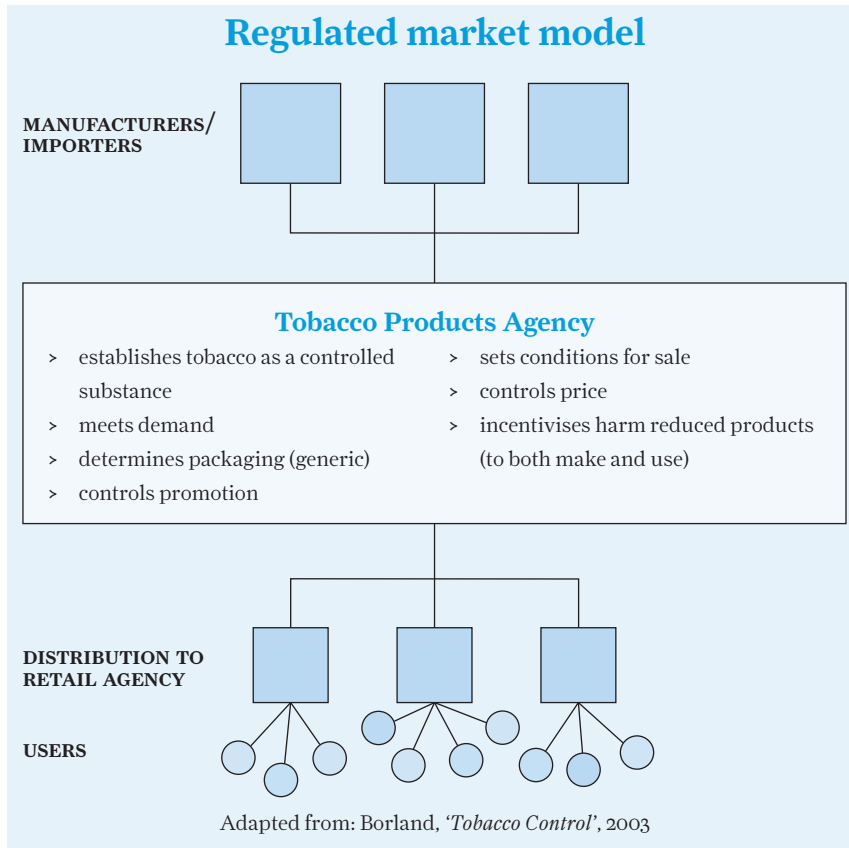 Regulated market model
MANUFACTURERS/
IMPORTERS
Tobacco Products Agency
> establishes tobacco as a controlled
substance
> meets demand
> determines packaging (generic)
> controls promotion
> sets conditions for sale
> controls price
> incentivises harm reduced products
(to both make and use)
DISTRIBUTION TO
RETAIL AGENCY
USERS
Adapted from: Borland, ‘Tobacco Control’, 2003